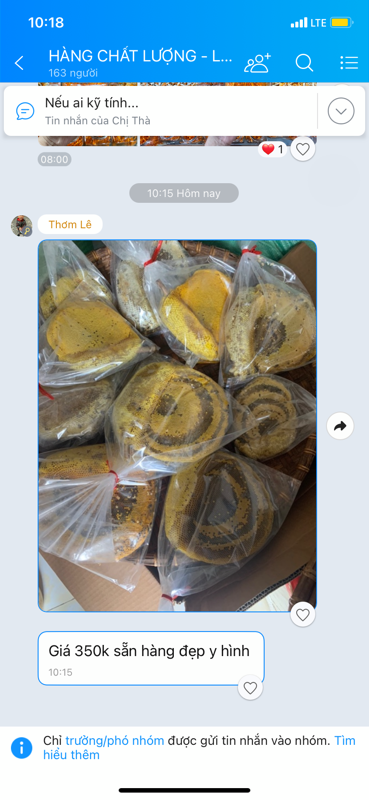 10:18
LTE
HÀNG CHẤT LƯỢNG - L...
163 người
Nếu ai kỹ tính...
Tin nhắn của Chị Thà
1
08:00
10:15 Hôm nay
Thơm Lê
Giá 350k sẵn hàng đẹp y hình
10:15
Chỉ trưởng/phó nhóm được gửi tin nhắn vào nhóm. Tìm
hiểu thêm